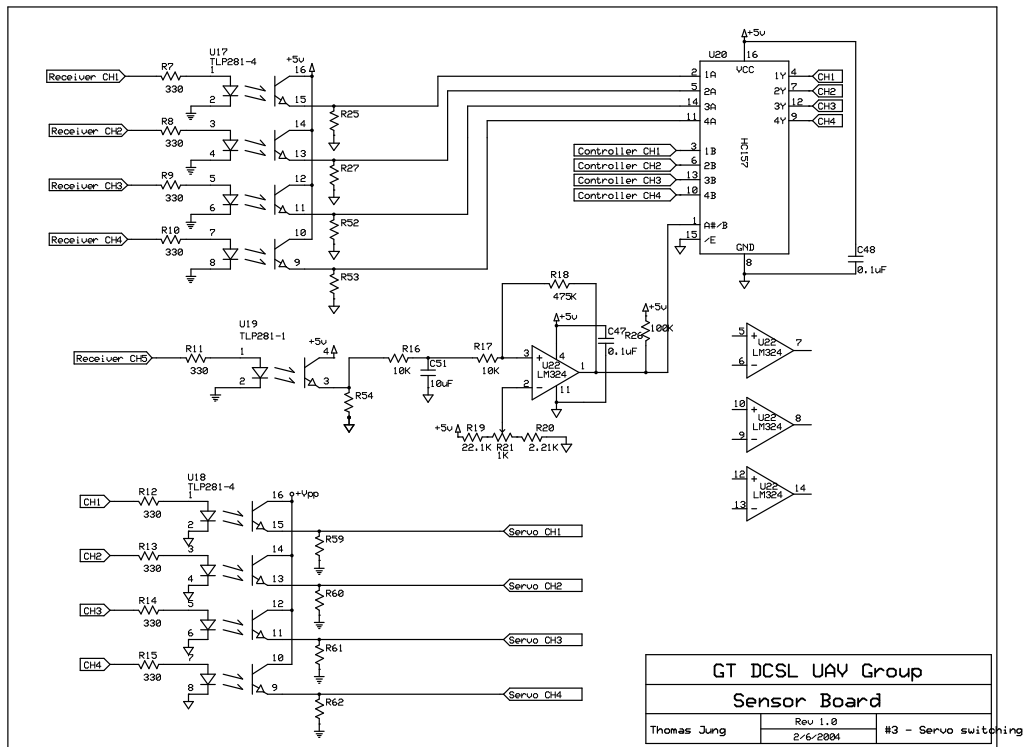 U17
TLP281-4
+5v
Receiver CH1
R7
330
1
2
16
15
R25
Receiver CH2
R8
330
3
4
14
13
R27
Receiver CH3
R9
330
5
6
12
11
R52
Receiver CH4
R10
330
7
8
10
9
R53
+5v
U20
16
VCC
HC157
2 1A
5 2A
14 3A
11 4A
Controller CH1 3 1B
Controller CH2 6 2B
Controller CH3 13 3B
Controller CH4 10 4B
1 A#/B
15 /E
GND
8
1Y 4 CH1
2Y 7 CH2
3Y 12 CH3
4Y 9 CH4
C48
0.1uF
U19
TLP281-1
+5v
Receiver CH5
R11
330
1
2
4
3
R54
R16
10K
C51
10uF
R17
10K
R18
475K
+5v
C47
0.1uF
R26
100K
+5v
3
2
4
11
1
U22
LM324
+5v
R19
22.1K
R21
1K
R20
2.21K
5
6
7
U22
LM324
10
9
8
U22
LM324
12
13
14
U22
LM324
U18
TLP281-4
+Vpp
CH1
R12
330
1
2
16
15
R59
Servo CH1
CH2
R13
330
3
4
14
13
R60
Servo CH2
CH3
R14
330
5
6
12
11
R61
Servo CH3
CH4
R15
330
7
8
10
9
R62
Servo CH4
GT DCSL UAV Group
Sensor Board
Thomas Jung
Rev 1.0
2/6/2004
#3 - Servo switching